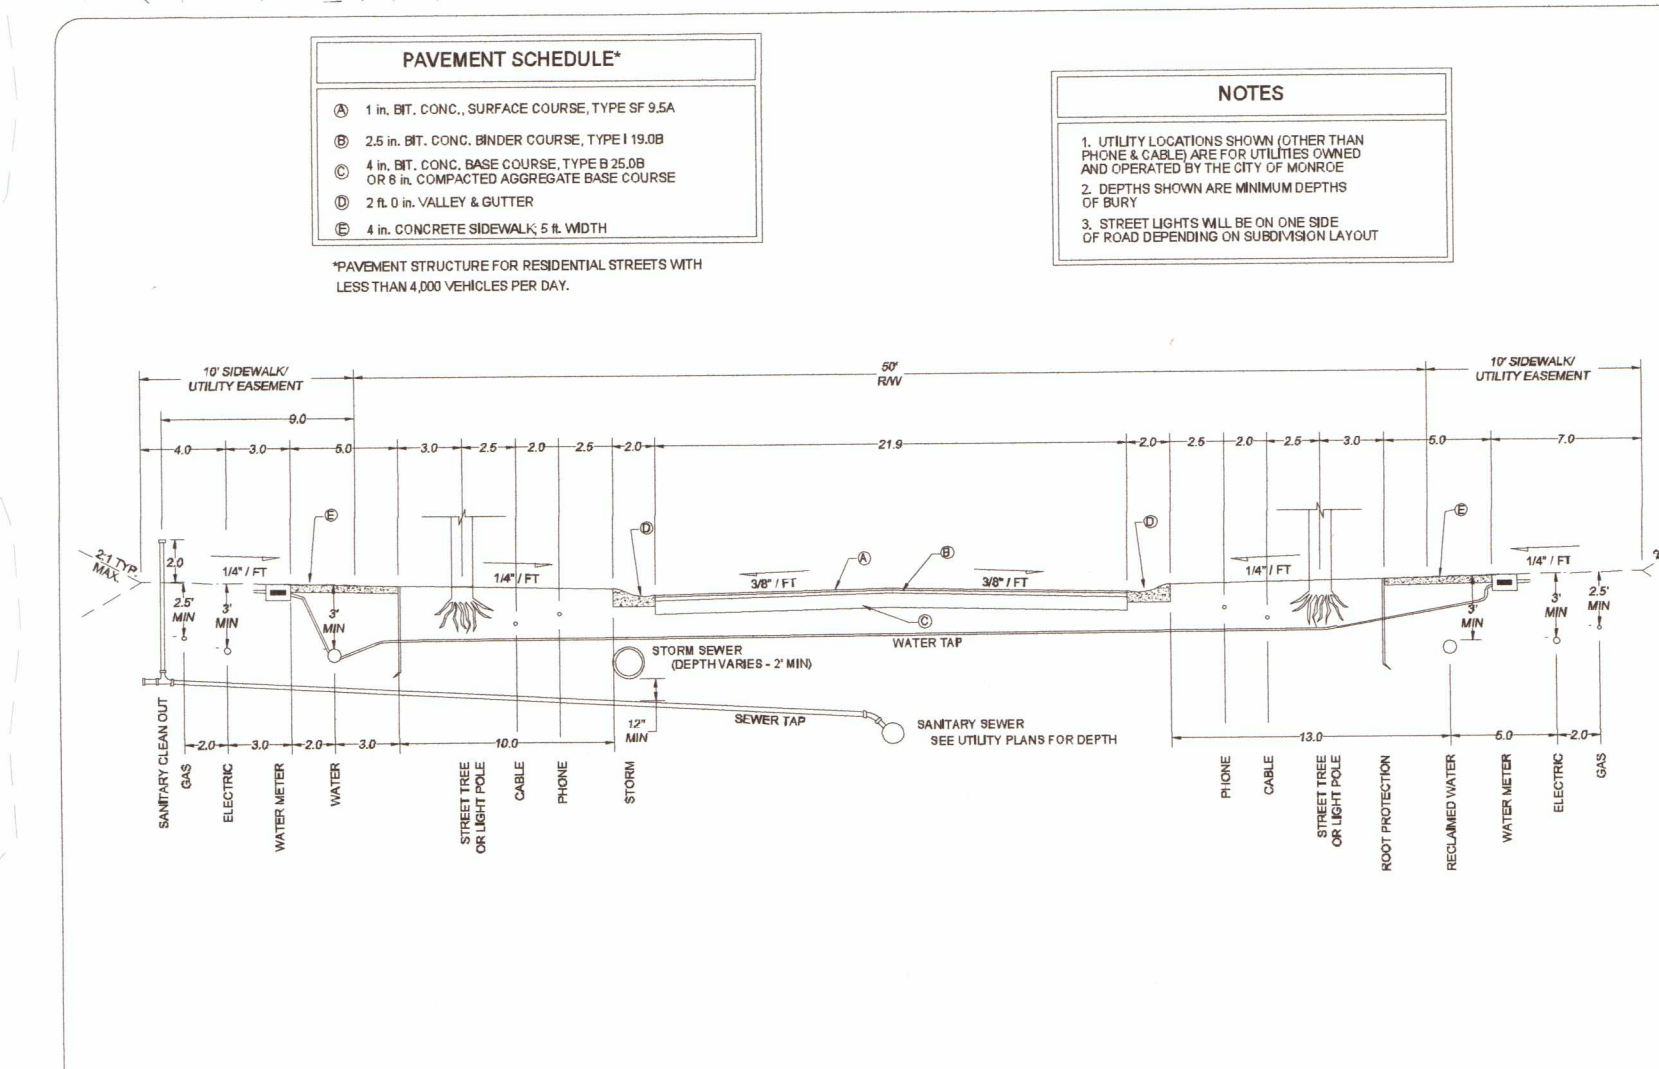 PAVEMENT SCHEDULE*
Ⓐ 1 in. BIT. CONC., SURFACE COURSE, TYPE SF 9.5A
Ⓑ 2.5 in. BIT. CONC. BINDER COURSE, TYPE I 19.0B
Ⓒ 4 in. BIT. CONC. BASE COURSE, TYPE B 25.0B
OR 8 in. COMPACTED AGGREGATE BASE COURSE
Ⓓ 2 ft. 0 in. VALLEY & GUTTER
Ⓔ 4 in. CONCRETE SIDEWALK; 5 ft. WIDTH
*PAVEMENT STRUCTURE FOR RESIDENTIAL STREETS WITH
LESS THAN 4,000 VEHICLES PER DAY.
NOTES
1. UTILITY LOCATIONS SHOWN (OTHER THAN
PHONE & CABLE) ARE FOR UTILITIES OWNED
AND OPERATED BY THE CITY OF MONROE
2. DEPTHS SHOWN ARE MINIMUM DEPTHS
OF BURY
3. STREET LIGHTS WILL BE ON ONE SIDE
OF ROAD DEPENDING ON SUBDIVISION LAYOUT
10' SIDEWALK/
UTILITY EASEMENT
50'
R/W
10' SIDEWALK/
UTILITY EASEMENT
9.0
4.0 3.0 5.0 3.0 2.5 2.0 2.5 2.0 21.9 2.0 2.5 2.0 2.5 3.0 5.0 7.0
Ⓔ Ⓓ Ⓐ Ⓑ Ⓓ Ⓔ
2:1 TYP.
MAX.
2.0
1/4" / FT 1/4" / FT 3/8" / FT 3/8" / FT 1/4" / FT 1/4" / FT
2.5'
MIN
3'
MIN
3'
MIN
Ⓒ
3'
MIN
3'
MIN
2.5'
MIN
WATER TAP
STORM SEWER
(DEPTH VARIES - 2' MIN)
12"
MIN
SEWER TAP
SANITARY SEWER
SEE UTILITY PLANS FOR DEPTH
2.0 3.0 2.0 3.0 10.0 13.0 5.0 2.0
SANITARY CLEAN OUT
GAS
ELECTRIC
WATER METER
WATER
STREET TREE
OR LIGHT POLE
CABLE
PHONE
STORM
PHONE
CABLE
STREET TREE
OR LIGHT POLE
ROOT PROTECTION
RECLAIMED WATER
WATER METER
ELECTRIC
GAS